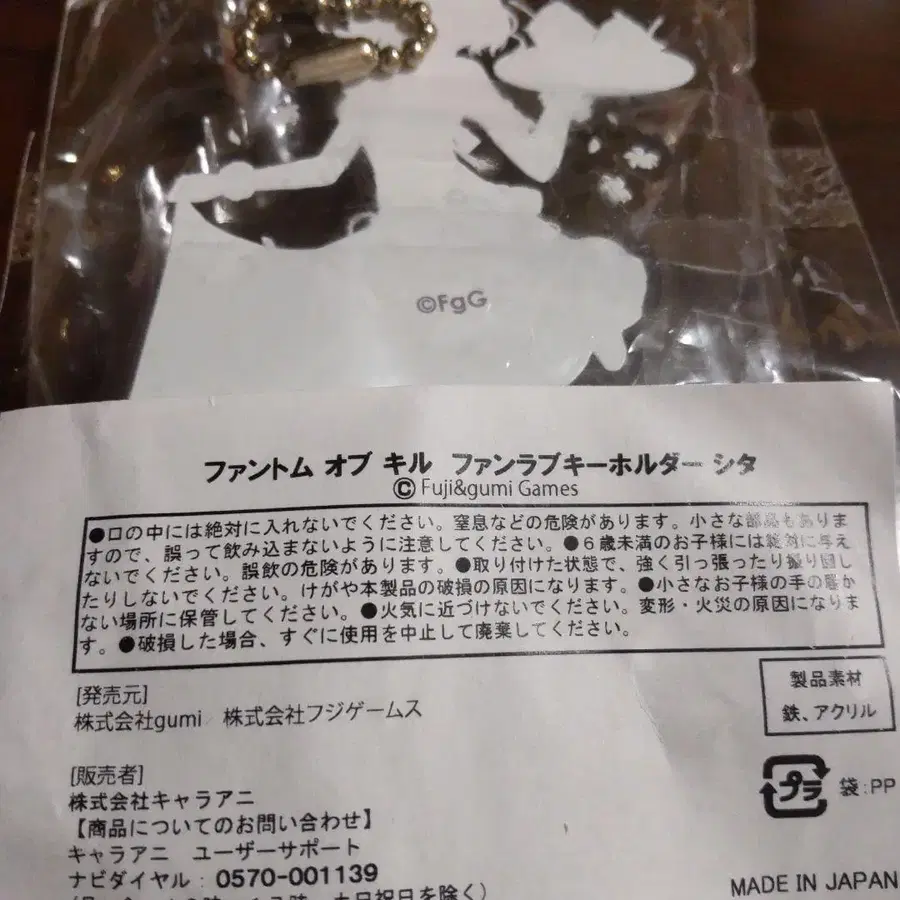 ©FgG
ファントム オブ キル ファンラブキーホルダー シタ
© Fuji&gumi Games
●口の中には絶対に入れないでください。窒息などの危険があります。小さな部品もありま
すので、誤って飲み込まないように注意してください。●6歳未満のお子様には絶対に与え
ないでください。誤飲の危険があります。●取り付けた状態で、強く引っ張ったり振り回し
たりしないでください。けがや本製品の破損の原因になります。●小さなお子様の手の届か
ない場所に保管してください。●火気に近づけないでください。変形・火災の原因になりま
す。●破損した場合、すぐに使用を中止して廃棄してください。
[発売元]
株式会社gumi 株式会社フジゲームス
製品素材
鉄、アクリル
[販売者]
株式会社キャラアニ
プラ 袋:PP
【商品についてのお問い合わせ】
キャラアニ ユーザーサポート
ナビダイヤル:0570-001139
MADE IN JAPAN
土日祝日を除く)